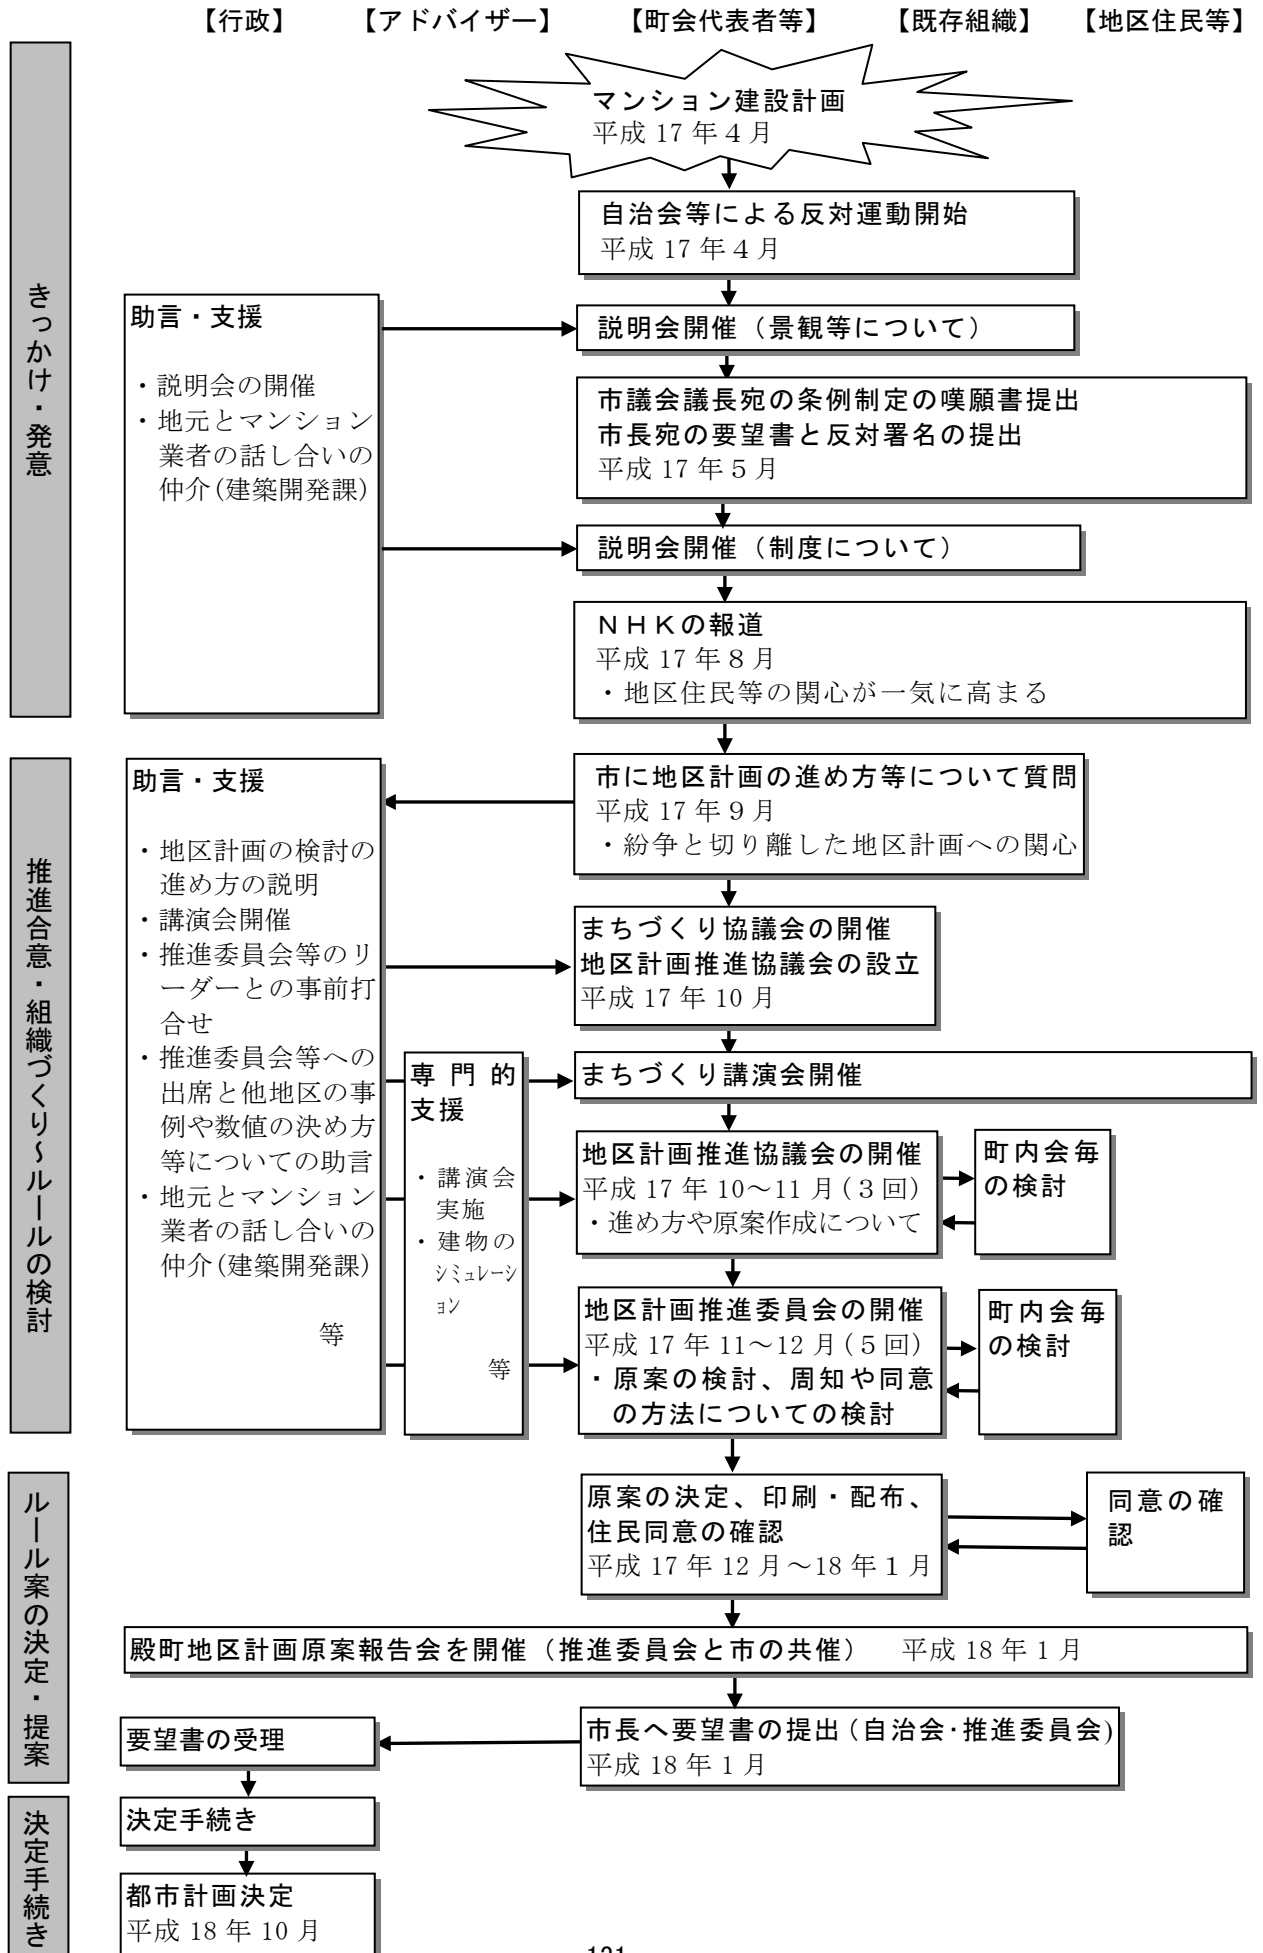 【行政】 【アドバイザー】 【町会代表者等】 【既存組織】 【地区住民等】
きっかけ・発意
マンション建設計画
平成 17 年 4 月
自治会等による反対運動開始
平成 17 年 4 月
助言・支援
・説明会の開催
・地元とマンション
業者の話し合いの
仲介(建築開発課)
説明会開催（景観等について）
市議会議長宛の条例制定の嘆願書提出
市長宛の要望書と反対署名の提出
平成 17 年 5 月
説明会開催（制度について）
ＮＨＫの報道
平成 17 年 8 月
・地区住民等の関心が一気に高まる
推進合意・組織づくり～ルールの検討
助言・支援
・地区計画の検討の
進め方の説明
・講演会開催
・推進委員会等のリ
ーダーとの事前打
合せ
・推進委員会等への
出席と他地区の事
例や数値の決め方
等についての助言
・地元とマンション
業者の話し合いの
仲介(建築開発課)
等
市に地区計画の進め方等について質問
平成 17 年 9 月
・紛争と切り離した地区計画への関心
まちづくり協議会の開催
地区計画推進協議会の設立
平成 17 年 10 月
専門的
支援
・講演会
実施
・建物の
ｼﾐｭﾚｰｼ
ｮﾝ
等
まちづくり講演会開催
地区計画推進協議会の開催
平成 17 年 10～11 月(３回)
・進め方や原案作成について
町内会毎
の検討
地区計画推進委員会の開催
平成 17 年 11～12 月(５回)
・原案の検討、周知や同意
の方法についての検討
町内会毎
の検討
ルール案の決定・提案
原案の決定、印刷・配布、
住民同意の確認
平成 17 年 12 月～18 年 1 月
同意の確
認
殿町地区計画原案報告会を開催（推進委員会と市の共催） 平成 18 年 1 月
市長へ要望書の提出(自治会・推進委員会)
平成 18 年 1 月
要望書の受理
決定手続き
決定手続き
都市計画決定
平成 18 年 10 月